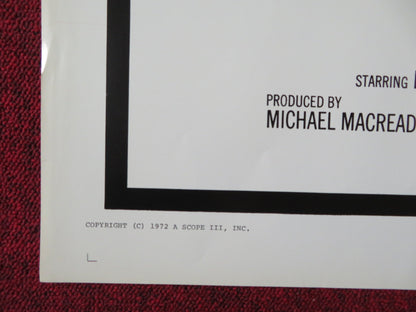 STARRING
PRODUCED BY
MICHAEL MACREAD
COPYRIGHT (C) 1972 A SCOPE III, INC.